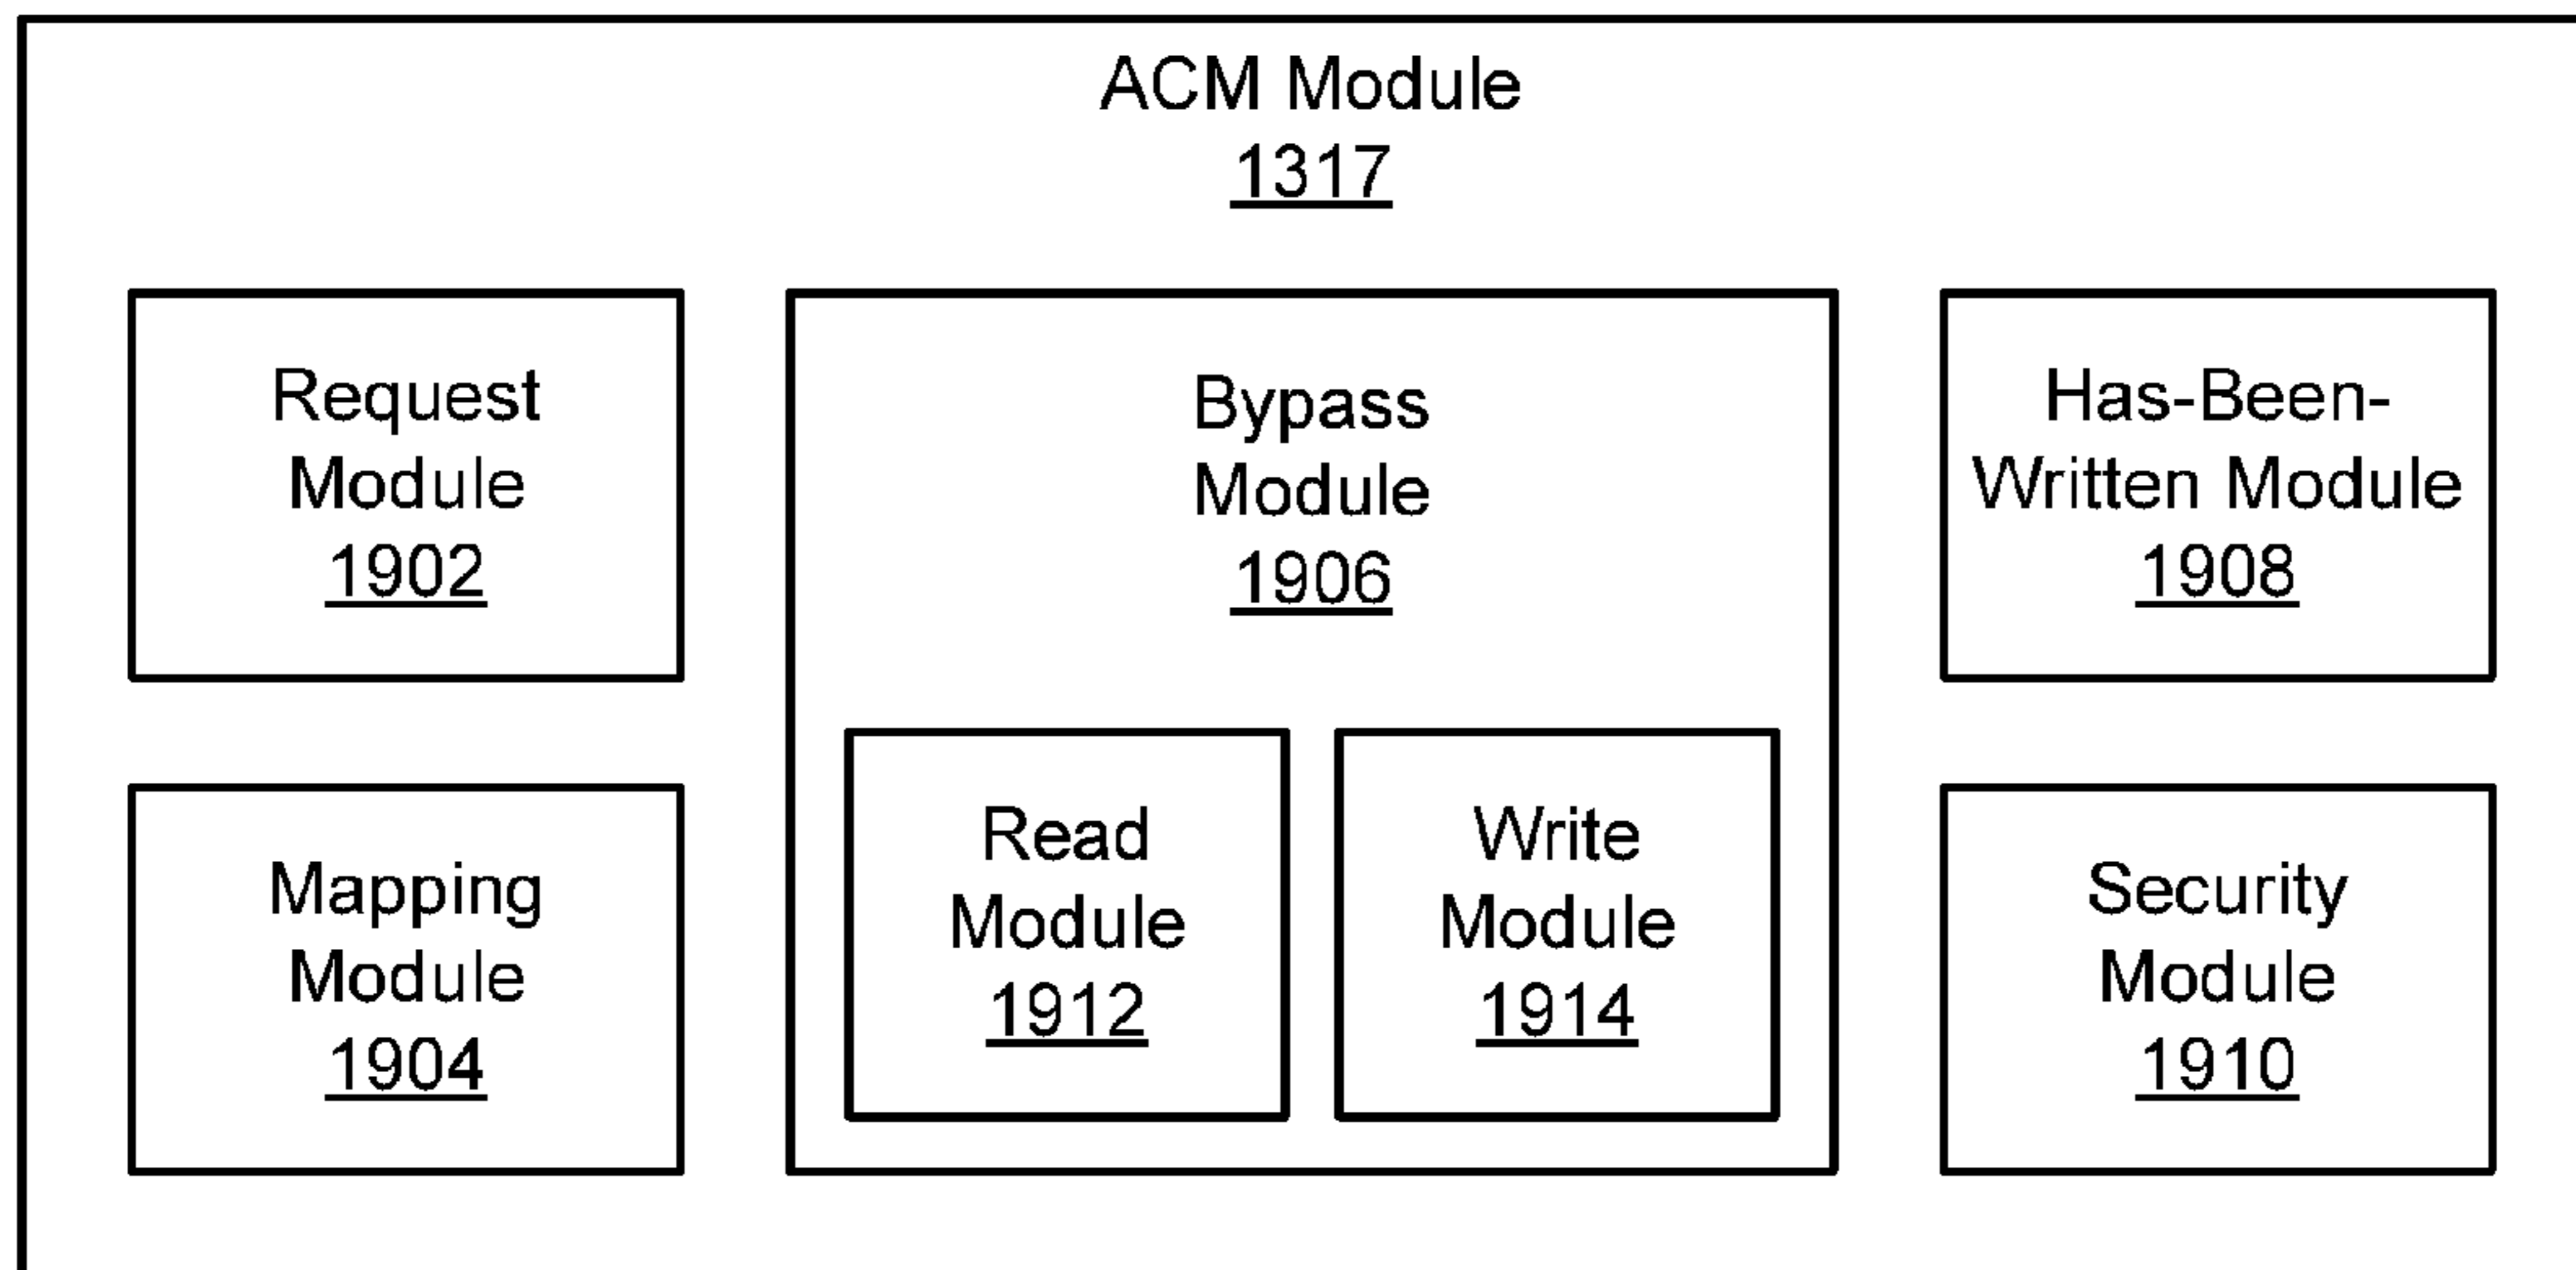 ACM Module
1317
Request
Module
1902
Bypass
Module
1906
Has-Been-
Written Module
1908
Mapping
Module
1904
Read
Module
1912
Write
Module
1914
Security
Module
1910